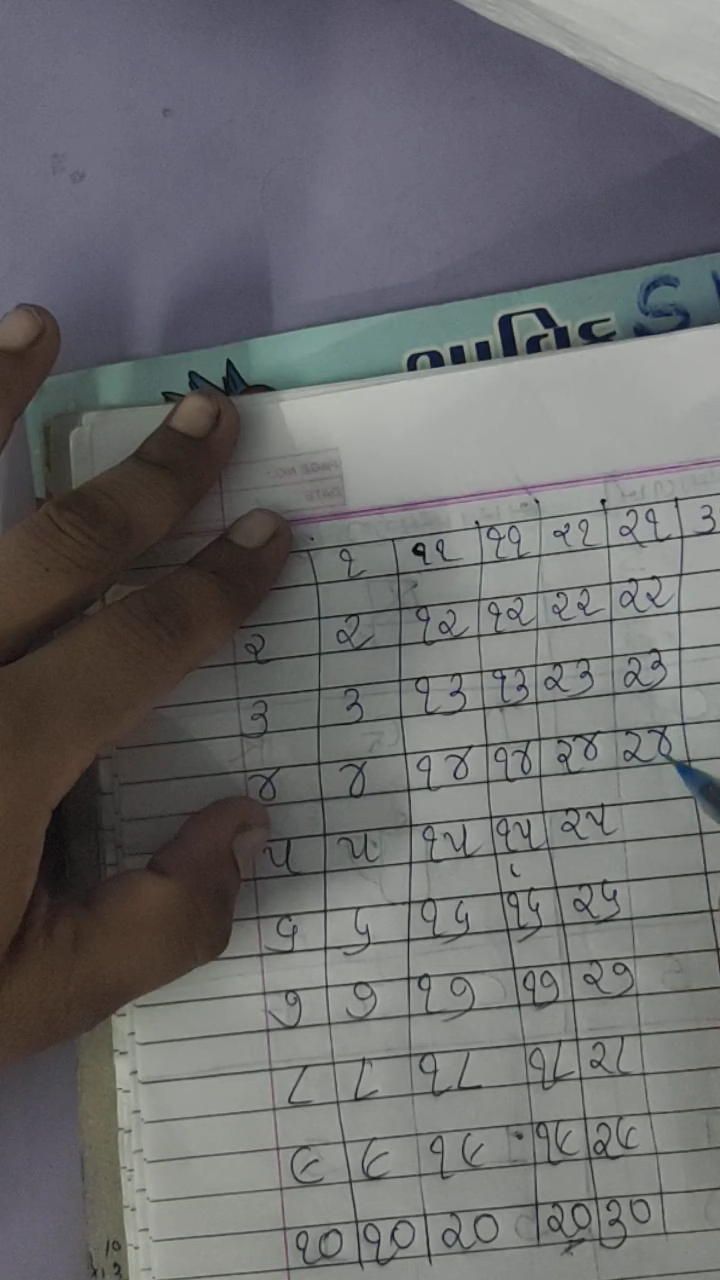 ૧ ૧૧ ૧૧ ૨૧ ૨૧ ૩
૨ ૨ ૧૨ ૧૨ ૨૨ ૨૨
૩ ૩ ૧૩ ૧૩ ૨૩ ૨૩
૪ ૪ ૧૪ ૧૪ ૨૪ ૨૪
૫ ૫ ૧૫ ૧૫ ૨૫
૬ ૬ ૧૬ ૧૬ ૨૬
૭ ૭ ૧૭ ૧૭ ૨૭
૮ ૮ ૧૮ ૧૮ ૨૮
૯ ૯ ૧૯ ૧૯ ૨૯
૧૦ ૧૦ ૨૦ ૨૦ ૩૦